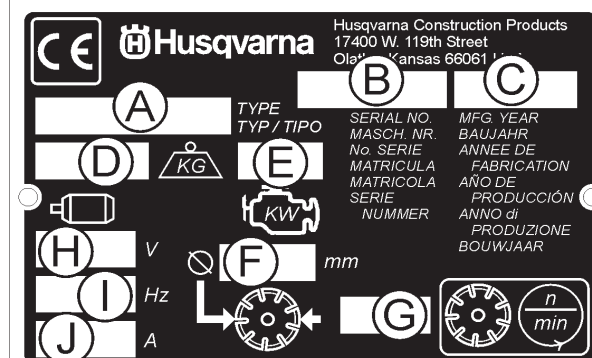 CE
Husqvarna
H
Husqvarna Construction Products
17400 W. 119th Street
Kansas 66061
A
TYPE
TYP / TIPO
B
SERIAL NO.
MASCH. NR.
No. SERIE
MATRICULA
MATRICOLA
SERIE
NUMMER
C
MFG. YEAR
BAUJAHR
ANNEE DE
FABRICATION
AÑO DE
PRODUCCIÓN
ANNO di
PRODUZIONE
BOUWJAAR
D
KG
E
KW
H
V
F
mm
I
Hz
J
A
G
n
min